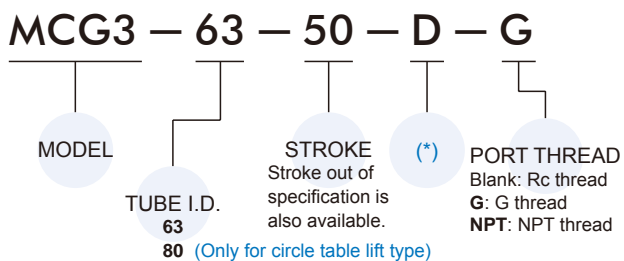 MCG3 — 63 — 50 — D — G
MODEL
TUBE I.D.
63
80 (Only for circle table lift type)
STROKE
Stroke out of
specification is
also available.
(*)
PORT THREAD
Blank: Rc thread
G: G thread
NPT: NPT thread